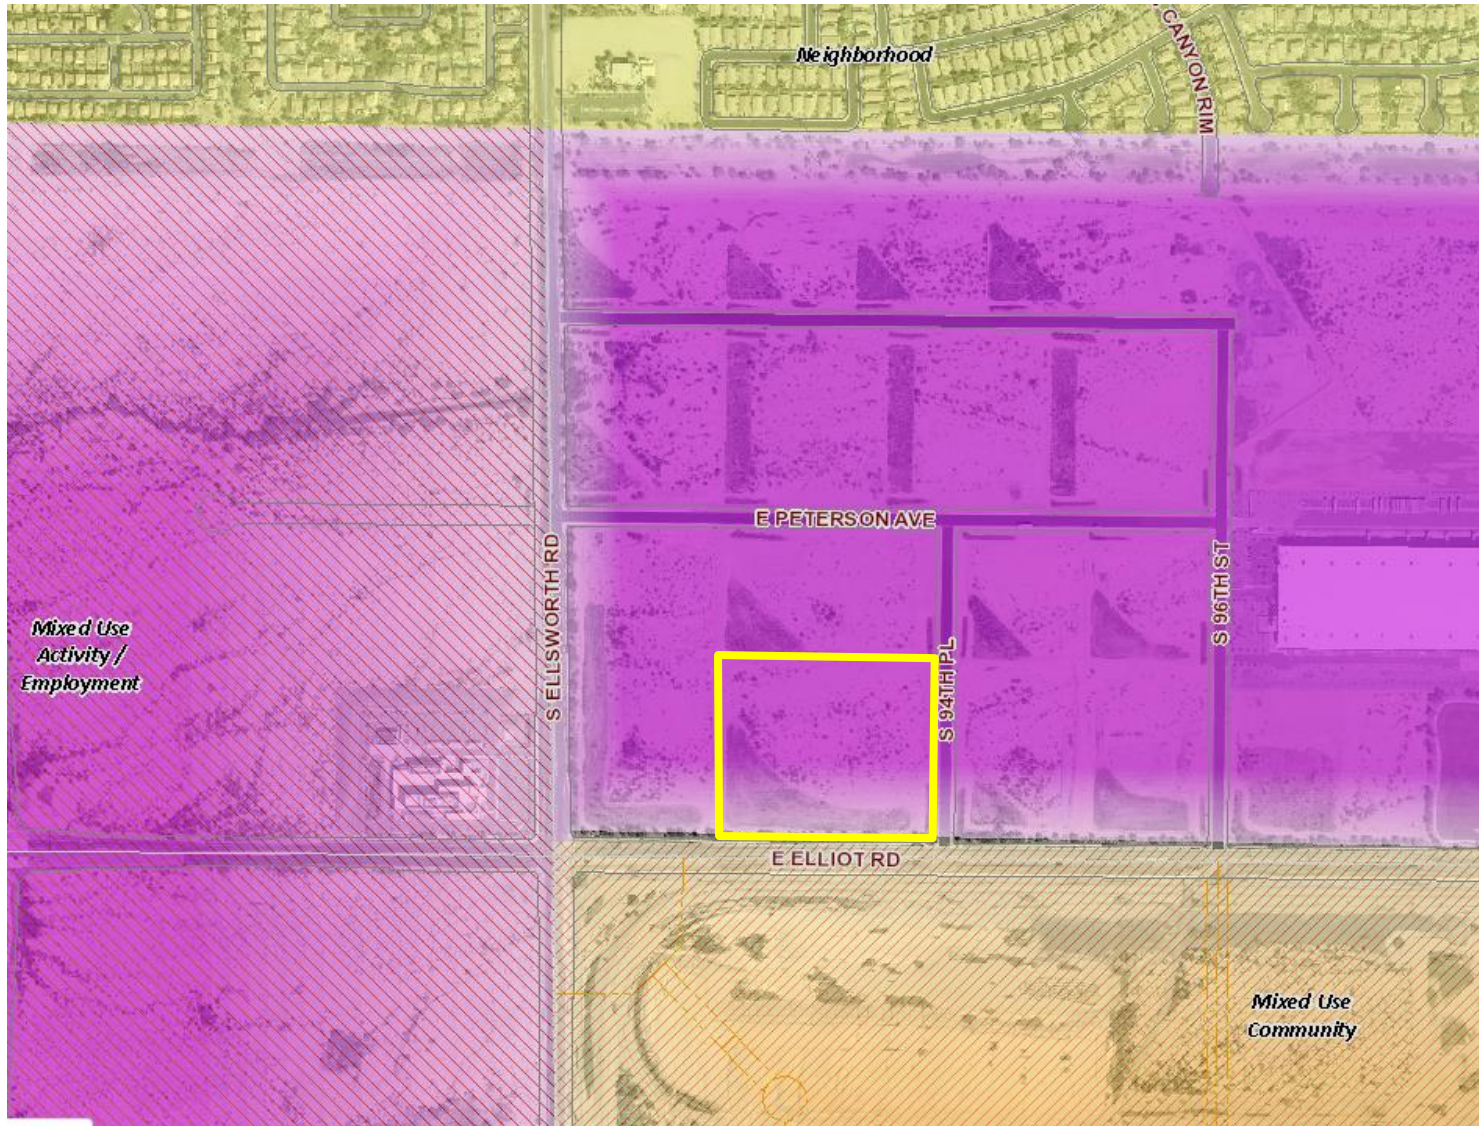 CANYON RIM
Neighborhood
E PETERSON AVE
S ELLSWORTH RD
S 96TH ST
Mixed Use
Activity /
Employment
S 94TH PL
E ELLIOT RD
Mixed Use
Community